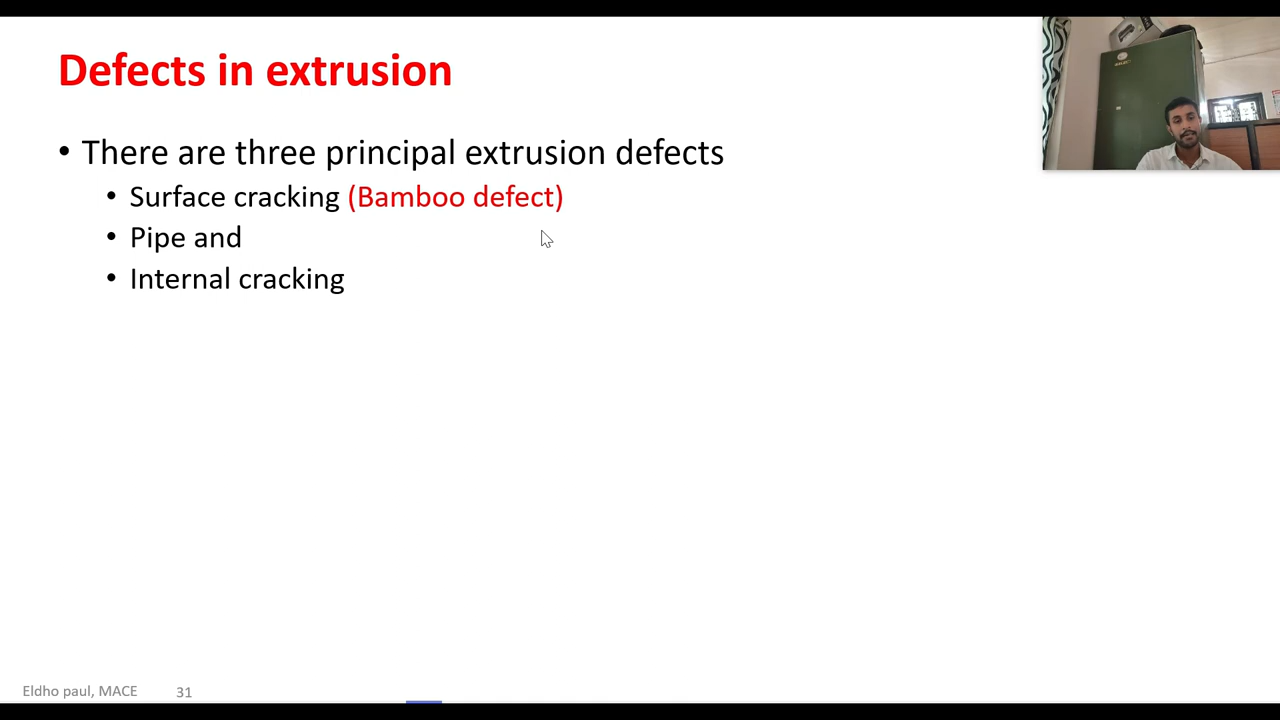 Defects in extrusion
• There are three principal extrusion defects
• Surface cracking (Bamboo defect)
• Pipe and
• Internal cracking
Eldho paul, MACE 31